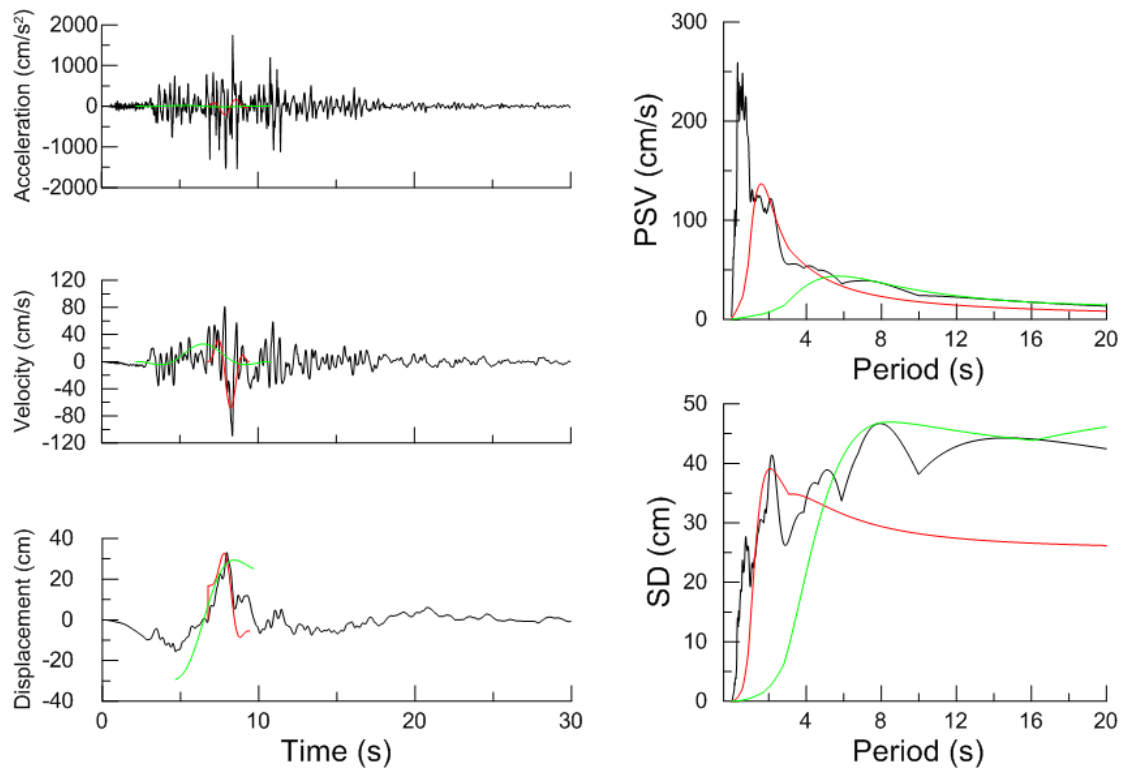 Acceleration (cm/s²)
2000
1000
0
-1000
-2000
Velocity (cm/s)
120
80
40
0
-40
-80
-120
Displacement (cm)
40
20
0
-20
-40
0 10 20 30
Time (s)
PSV (cm/s)
300
200
100
0
4 8 12 16 20
Period (s)
SD (cm)
50
40
30
20
10
0
4 8 12 16 20
Period (s)